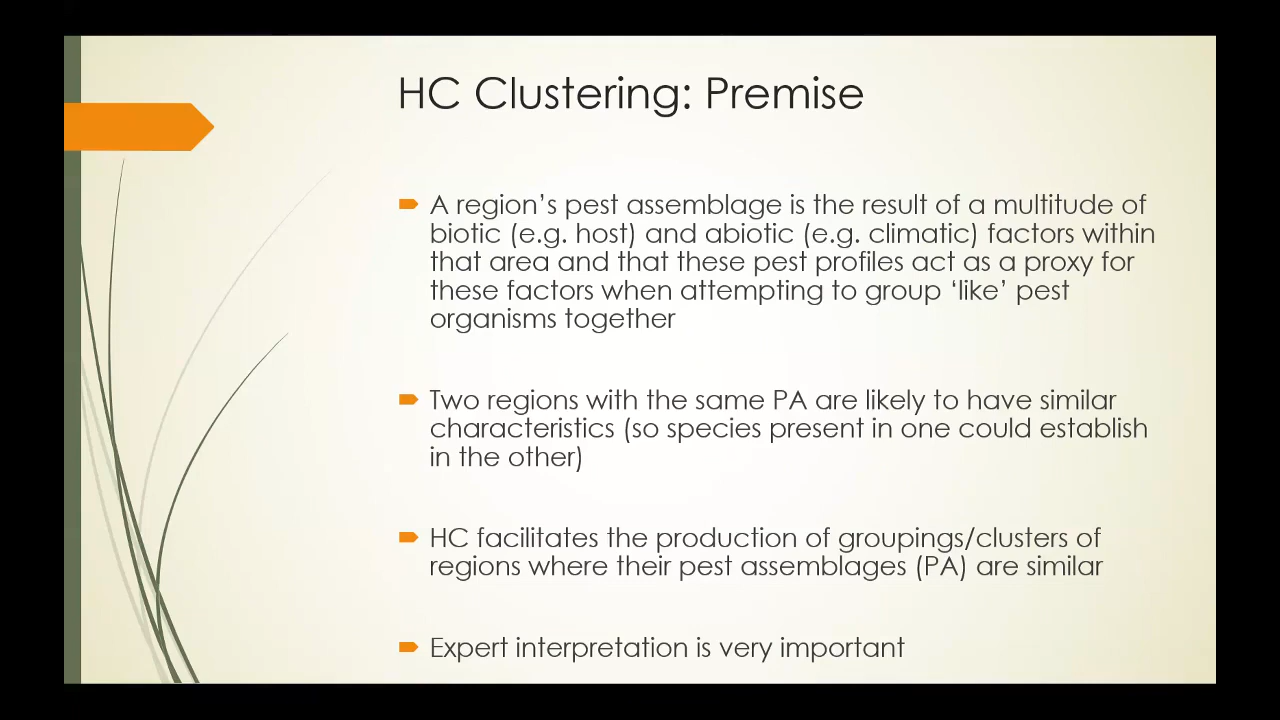 HC Clustering: Premise
A region’s pest assemblage is the result of a multitude of
biotic (e.g. host) and abiotic (e.g. climatic) factors within
that area and that these pest profiles act as a proxy for
these factors when attempting to group ‘like’ pest
organisms together
Two regions with the same PA are likely to have similar
characteristics (so species present in one could establish
in the other)
HC facilitates the production of groupings/clusters of
regions where their pest assemblages (PA) are similar
Expert interpretation is very important